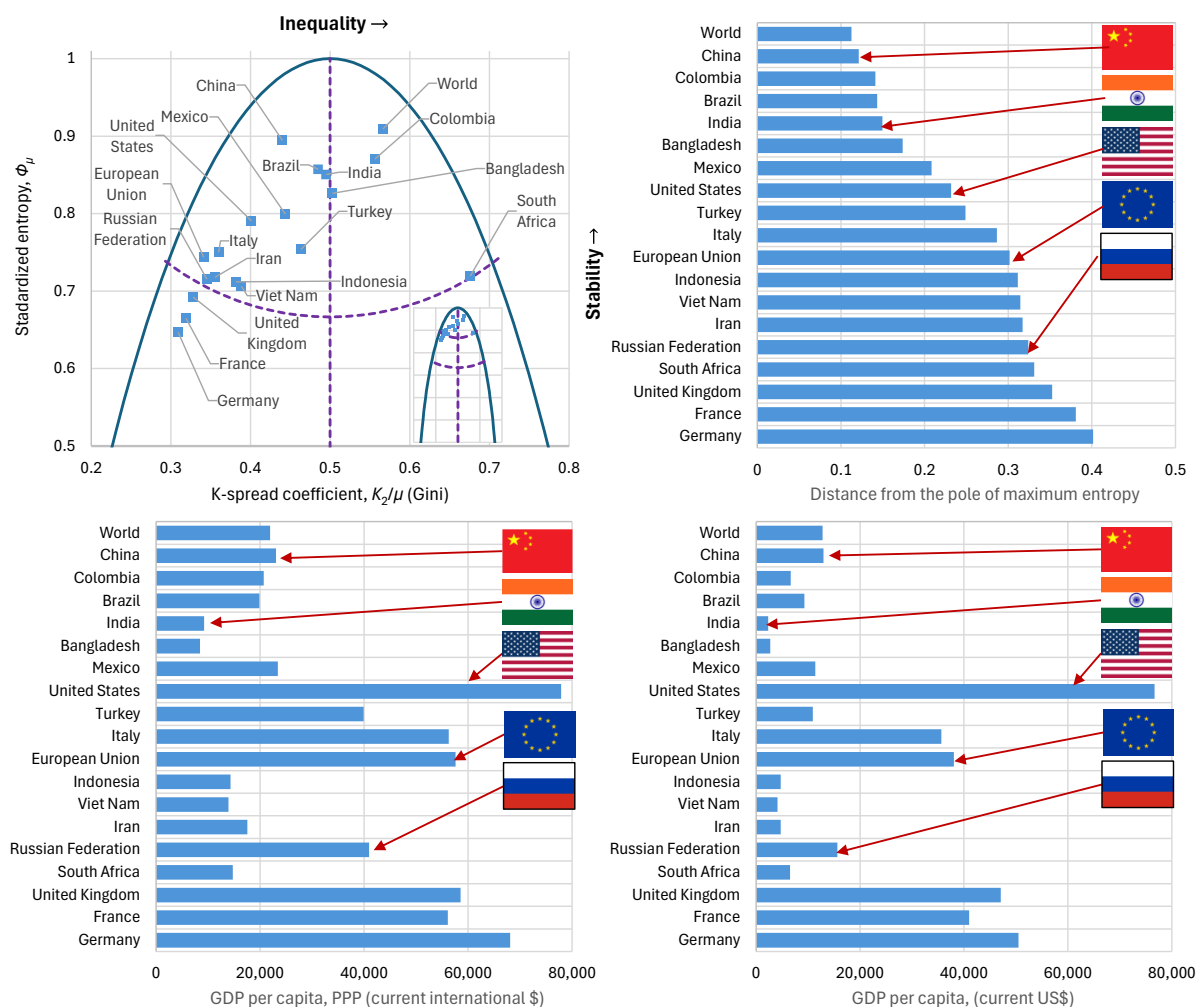 Inequality →
Stadardized entropy, Φμ
1
0.9
0.8
0.7
0.6
0.5
China
World
Mexico
Colombia
United
States
Brazil
India
Bangladesh
European
Union
South
Africa
Turkey
Russian
Federation
Italy
Iran
Indonesia
Viet Nam
United
Kingdom
France
Germany
0.2 0.3 0.4 0.5 0.6 0.7 0.8
K-spread coefficient, K2/μ (Gini)
Stability →
World
China
Colombia
Brazil
India
Bangladesh
Mexico
United States
Turkey
Italy
European Union
Indonesia
Viet Nam
Iran
Russian Federation
South Africa
United Kingdom
France
Germany
0 0.1 0.2 0.3 0.4 0.5
Distance from the pole of maximum entropy
World
China
Colombia
Brazil
India
Bangladesh
Mexico
United States
Turkey
Italy
European Union
Indonesia
Viet Nam
Iran
Russian Federation
South Africa
United Kingdom
France
Germany
0 20,000 40,000 60,000 80,000
GDP per capita, PPP (current international $)
World
China
Colombia
Brazil
India
Bangladesh
Mexico
United States
Turkey
Italy
European Union
Indonesia
Viet Nam
Iran
Russian Federation
South Africa
United Kingdom
France
Germany
0 20,000 40,000 60,000 80,000
GDP per capita, (current US$)